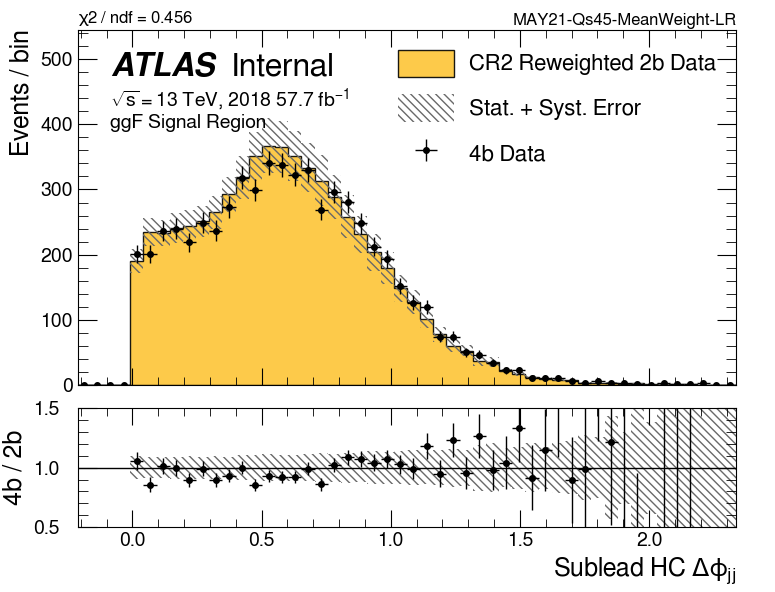 χ2 / ndf = 0.456
MAY21-Qs45-MeanWeight-LR
Events / bin
500
400
300
200
100
0
ATLAS Internal
√s = 13 TeV, 2018 57.7 fb⁻¹
ggF Signal Region
CR2 Reweighted 2b Data
Stat. + Syst. Error
4b Data
4b / 2b
1.5
1.0
0.5
0.0 0.5 1.0 1.5 2.0
Sublead HC Δϕjj